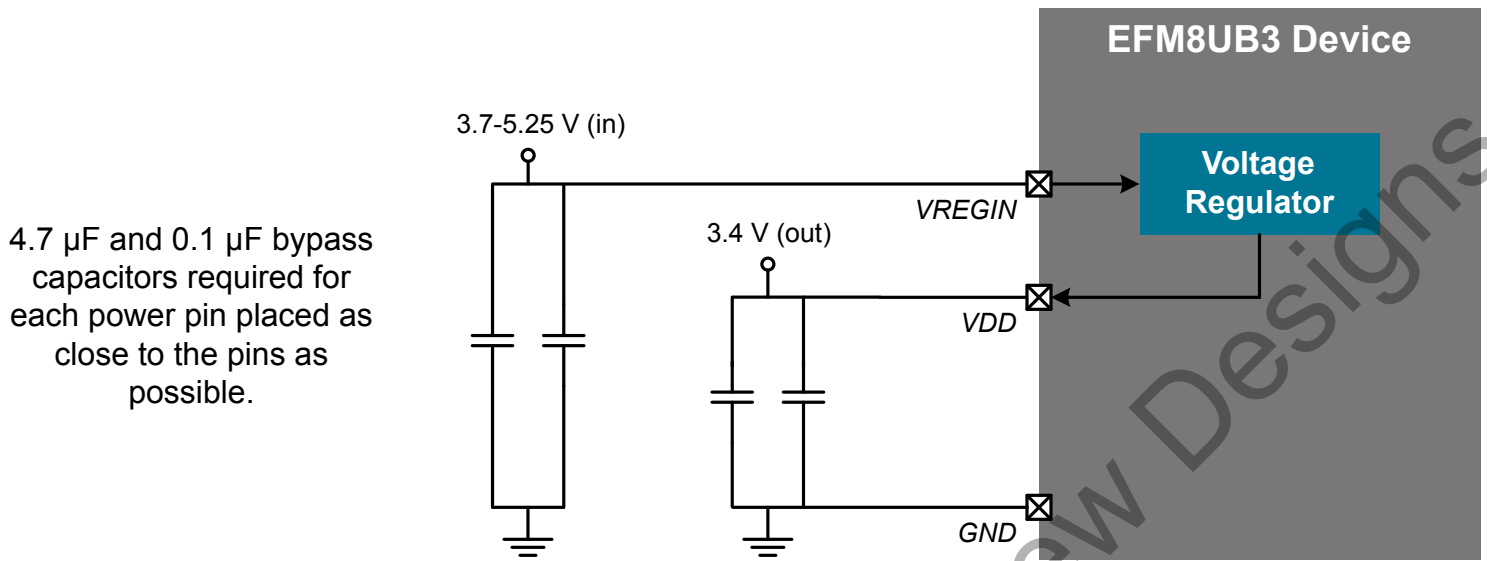 EFM8UB3 Device
3.7-5.25 V (in)
Voltage
Regulator
VREGIN
4.7 µF and 0.1 µF bypass
capacitors required for
each power pin placed as
close to the pins as
possible.
3.4 V (out)
VDD
GND
ew Designs